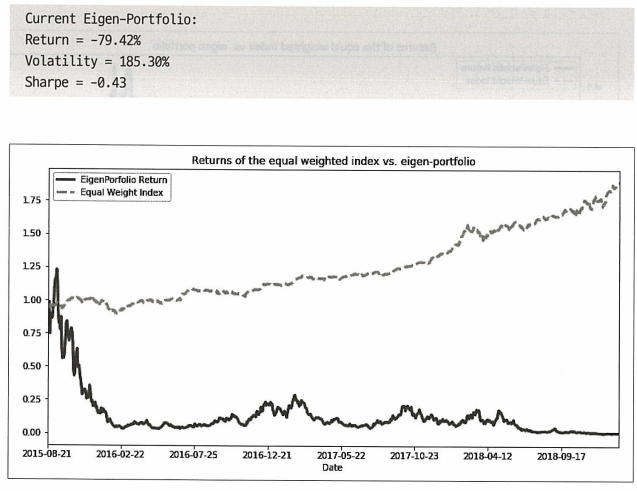 Current Eigen-Portfolio:
Return = -79.42%
Volatility = 185.30%
Sharpe = -0.43
Returns of the equal weighted index vs. eigen-portfolio
EigenPorfolio Return
Equal Weight Index
1.75
1.50
1.25
1.00
0.75
0.50
0.25
0.00
2015-08-21 2016-02-22 2016-07-25 2016-12-21 2017-05-22 2017-10-23 2018-04-12 2018-09-17
Date